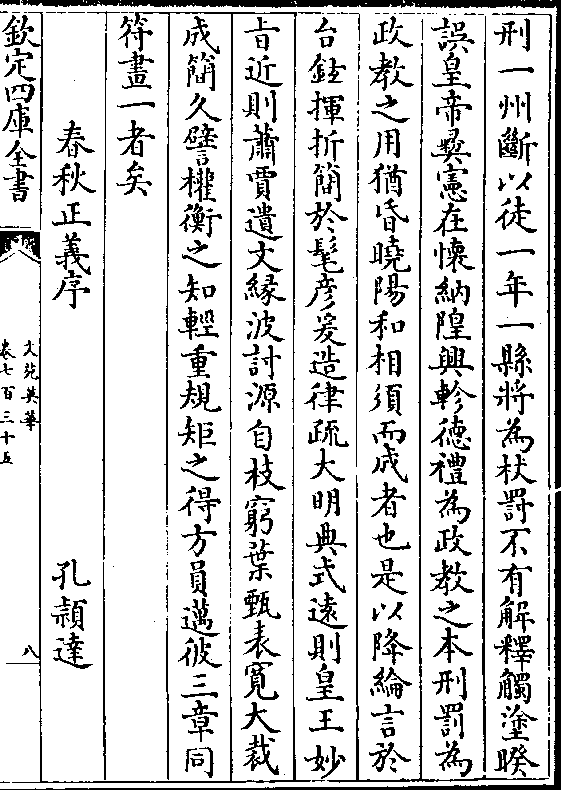 刑一州斷以徒一年一縣將為杖罰不有解釋觸塗睽
誤皇帝彛憲在懷納隍興軫德禮為政教之本刑罰為
政教之用猶昏曉陽和相須而成者也是以降綸言於
台鉉揮折簡於髦彦爰造律疏大明典式遠則皇王妙
旨近則蕭賈遺文緣波討源自枝窮葉甄表寛大裁
成簡久譬權衡之知輕重規矩之得方員邁彼三章同
符畫一者矣
春秋正義序 孔頴達
欽定四庫全書
文苑英華
卷七百三十五
八